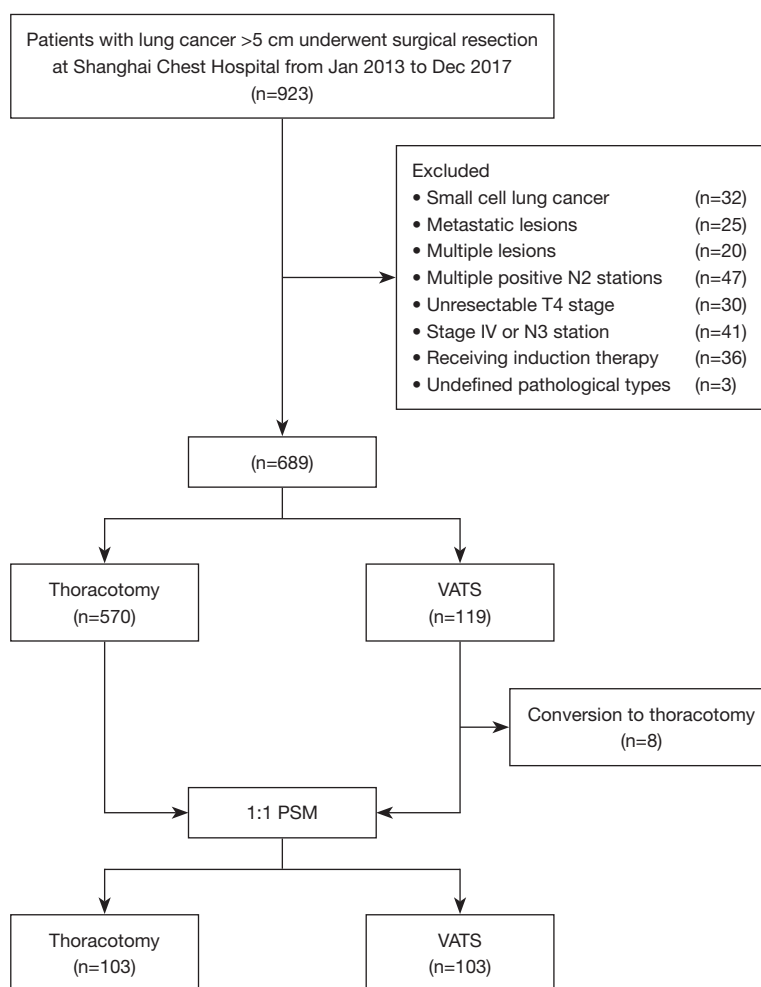 Patients with lung cancer >5 cm underwent surgical resection
at Shanghai Chest Hospital from Jan 2013 to Dec 2017
(n=923)
Excluded
• Small cell lung cancer (n=32)
• Metastatic lesions (n=25)
• Multiple lesions (n=20)
• Multiple positive N2 stations (n=47)
• Unresectable T4 stage (n=30)
• Stage IV or N3 station (n=41)
• Receiving induction therapy (n=36)
• Undefined pathological types (n=3)
(n=689)
Thoracotomy
(n=570)
VATS
(n=119)
Conversion to thoracotomy
(n=8)
1:1 PSM
Thoracotomy
(n=103)
VATS
(n=103)